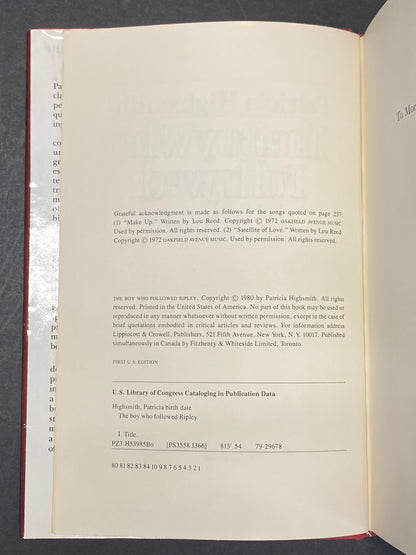 To Mor
Grateful acknowledgment is made as follows for the songs quoted on page 237:
(1) "Make Up." Written by Lou Reed. Copyright © 1972 OAKFIELD AVENUE MUSIC.
Used by permission. All rights reserved. (2) "Satellite of Love." Written by Lou Reed.
Copyright © 1972 OAKFIELD AVENUE MUSIC. Used by permission. All rights reserved.
THE BOY WHO FOLLOWED RIPLEY. Copyright © 1980 by Patricia Highsmith. All rights
reserved. Printed in the United States of America. No part of this book may be used or
reproduced in any manner whatsoever without written permission, except in the case of
brief quotations embodied in critical articles and reviews. For information address
Lippincott & Crowell, Publishers, 521 Fifth Avenue, New York, N. Y. 10017. Published
simultaneously in Canada by Fitzhenry & Whiteside Limited, Toronto.
FIRST U.S. EDITION
U.S. Library of Congress Cataloging in Publication Data
Highsmith, Patricia birth date
The boy who followed Ripley.
I. Title.
PZ3.H53985Bo [PS3558.I366] 813'.54 79-29678
80 81 82 83 84 10 9 8 7 6 5 4 3 2 1